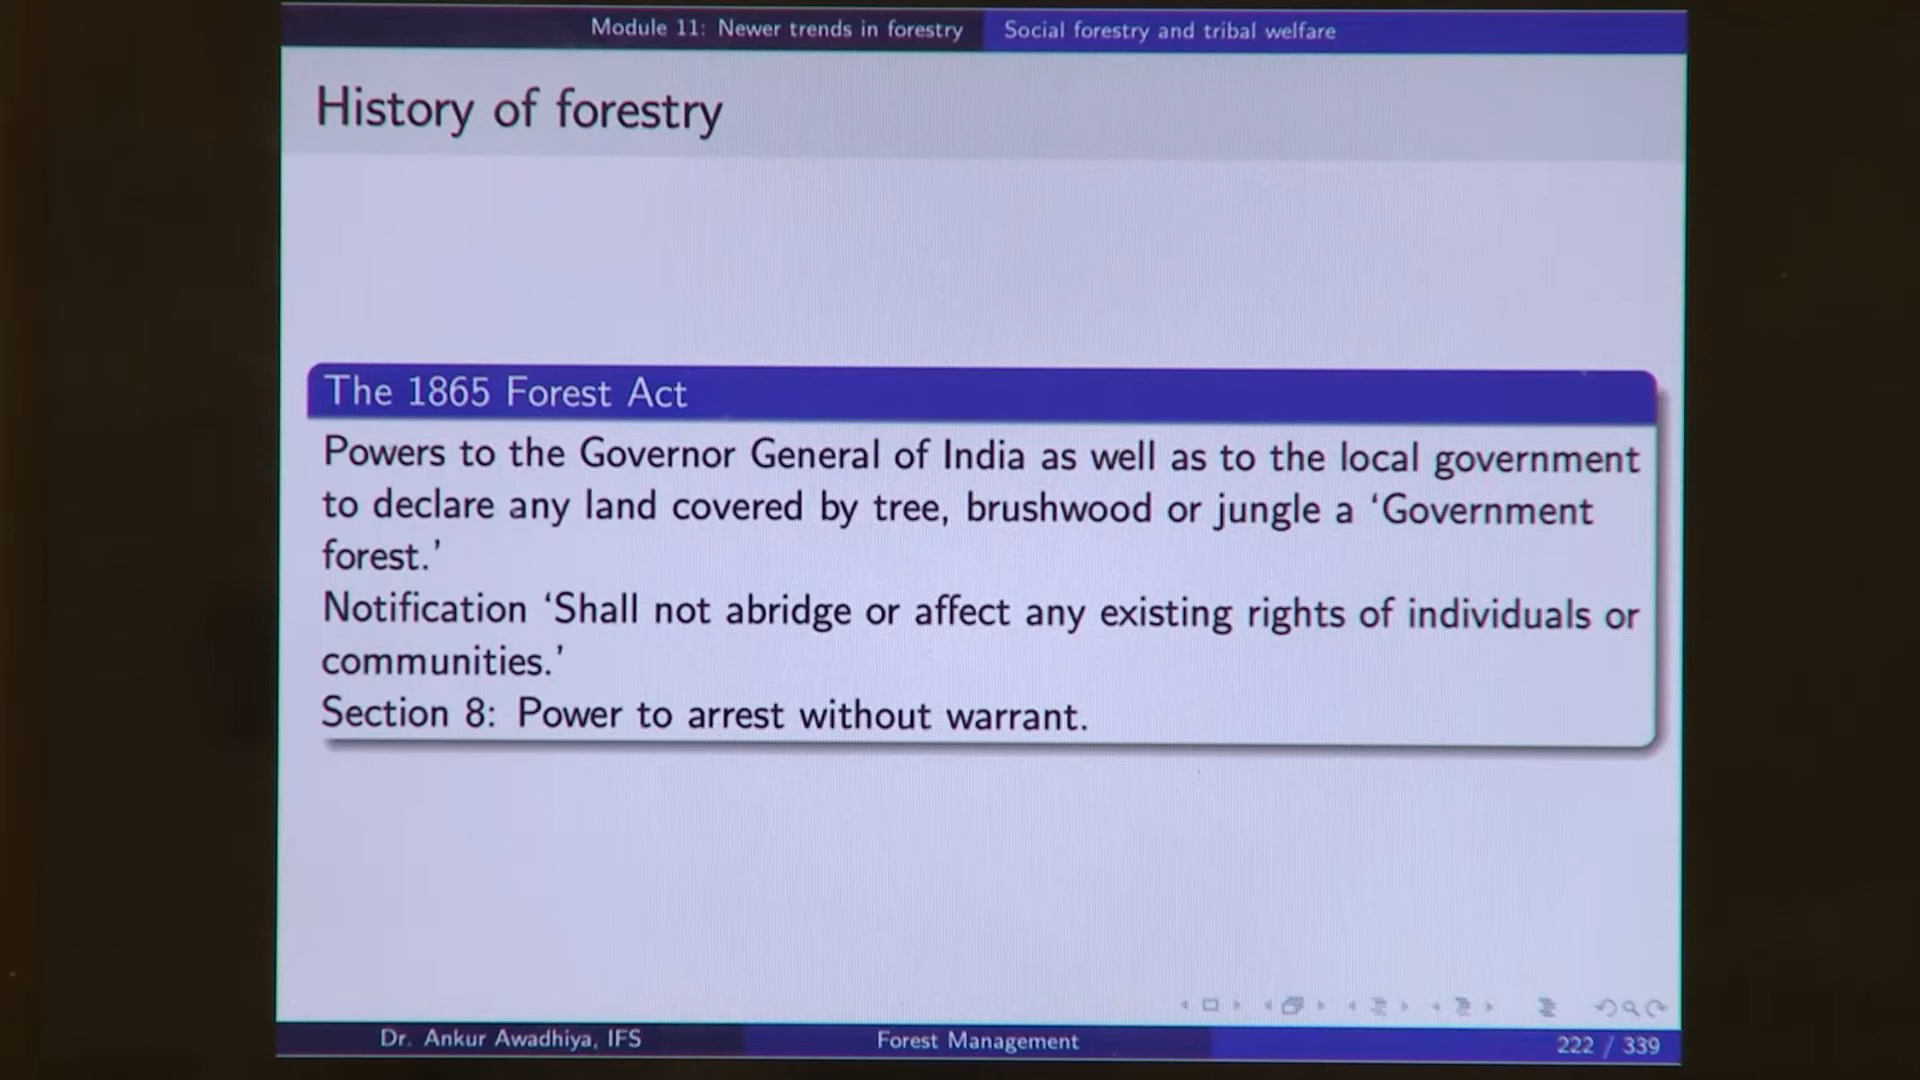 Module 11: Newer trends in forestry Social forestry and tribal welfare
History of forestry
The 1865 Forest Act
Powers to the Governor General of India as well as to the local government
to declare any land covered by tree, brushwood or jungle a ‘Government
forest.’
Notification ‘Shall not abridge or affect any existing rights of individuals or
communities.’
Section 8: Power to arrest without warrant.
Dr. Ankur Awadhiya, IFS Forest Management 222 / 339